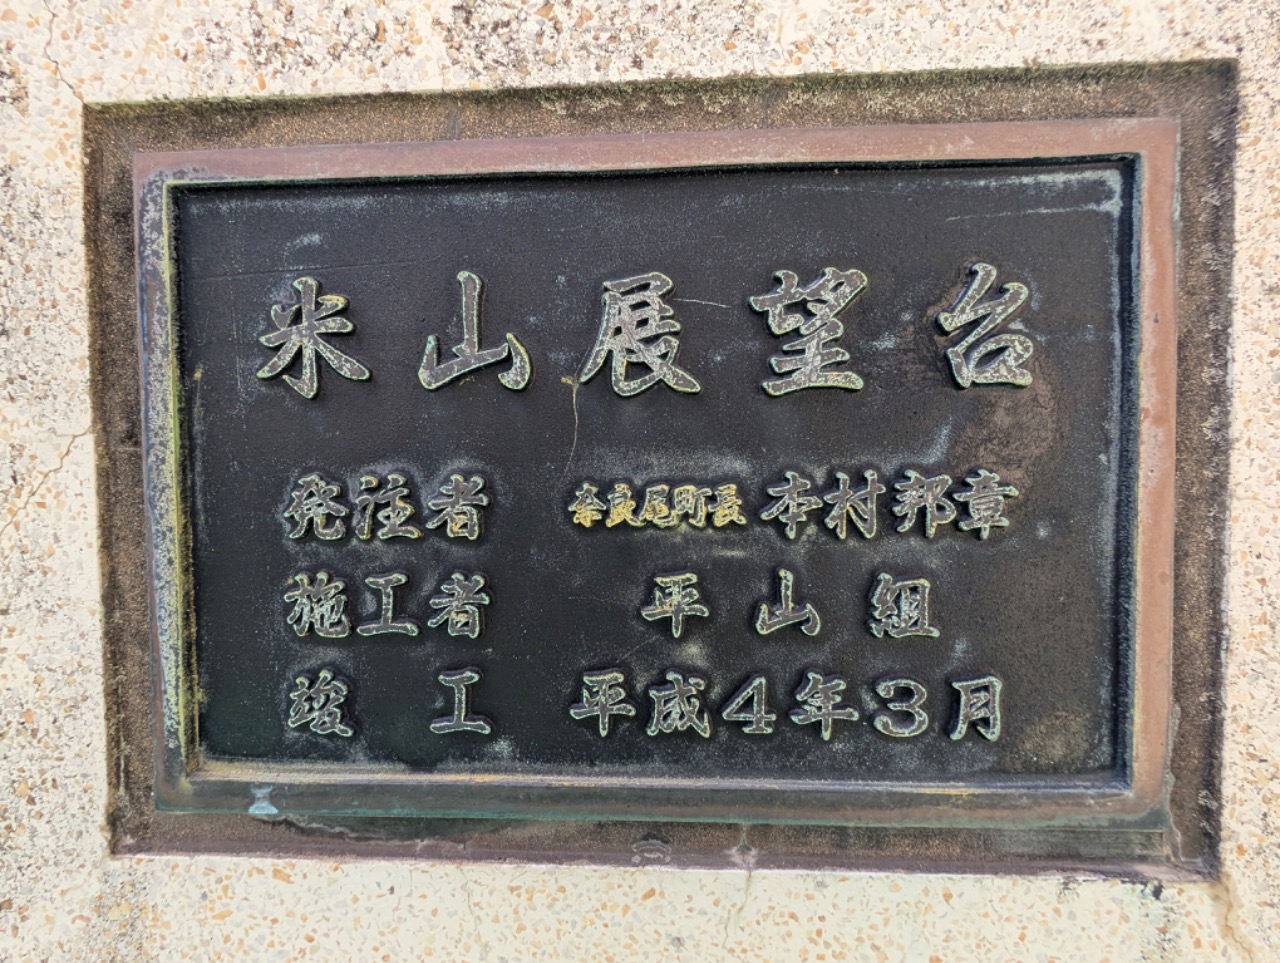 米山展望台
発注者 奈良尾町長 本村邦章
施工者 平山組
竣工 平成4年3月